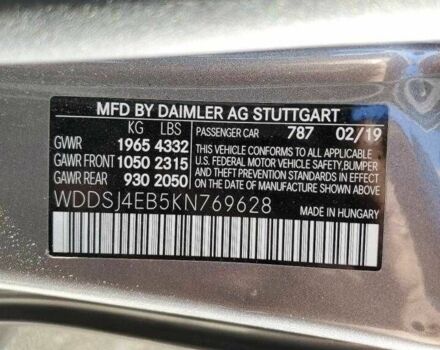 MFD BY DAIMLER AG STUTTGART
KG LBS
GVWR 1965 4332
GAWR FRONT 1050 2315
GAWR REAR 930 2050
PASSENGER CAR 787 02/19
THIS VEHICLE CONFORMS TO ALL APPLICABLE
U.S. FEDERAL MOTOR VEHICLE SAFETY, BUMPER
AND THEFT PREVENTION STANDARDS IN EFFECT
ON THE DATE OF MANUFACTURE SHOWN ABOVE.
WDDSJ4EB5KN769628
MADE IN HUNGARY